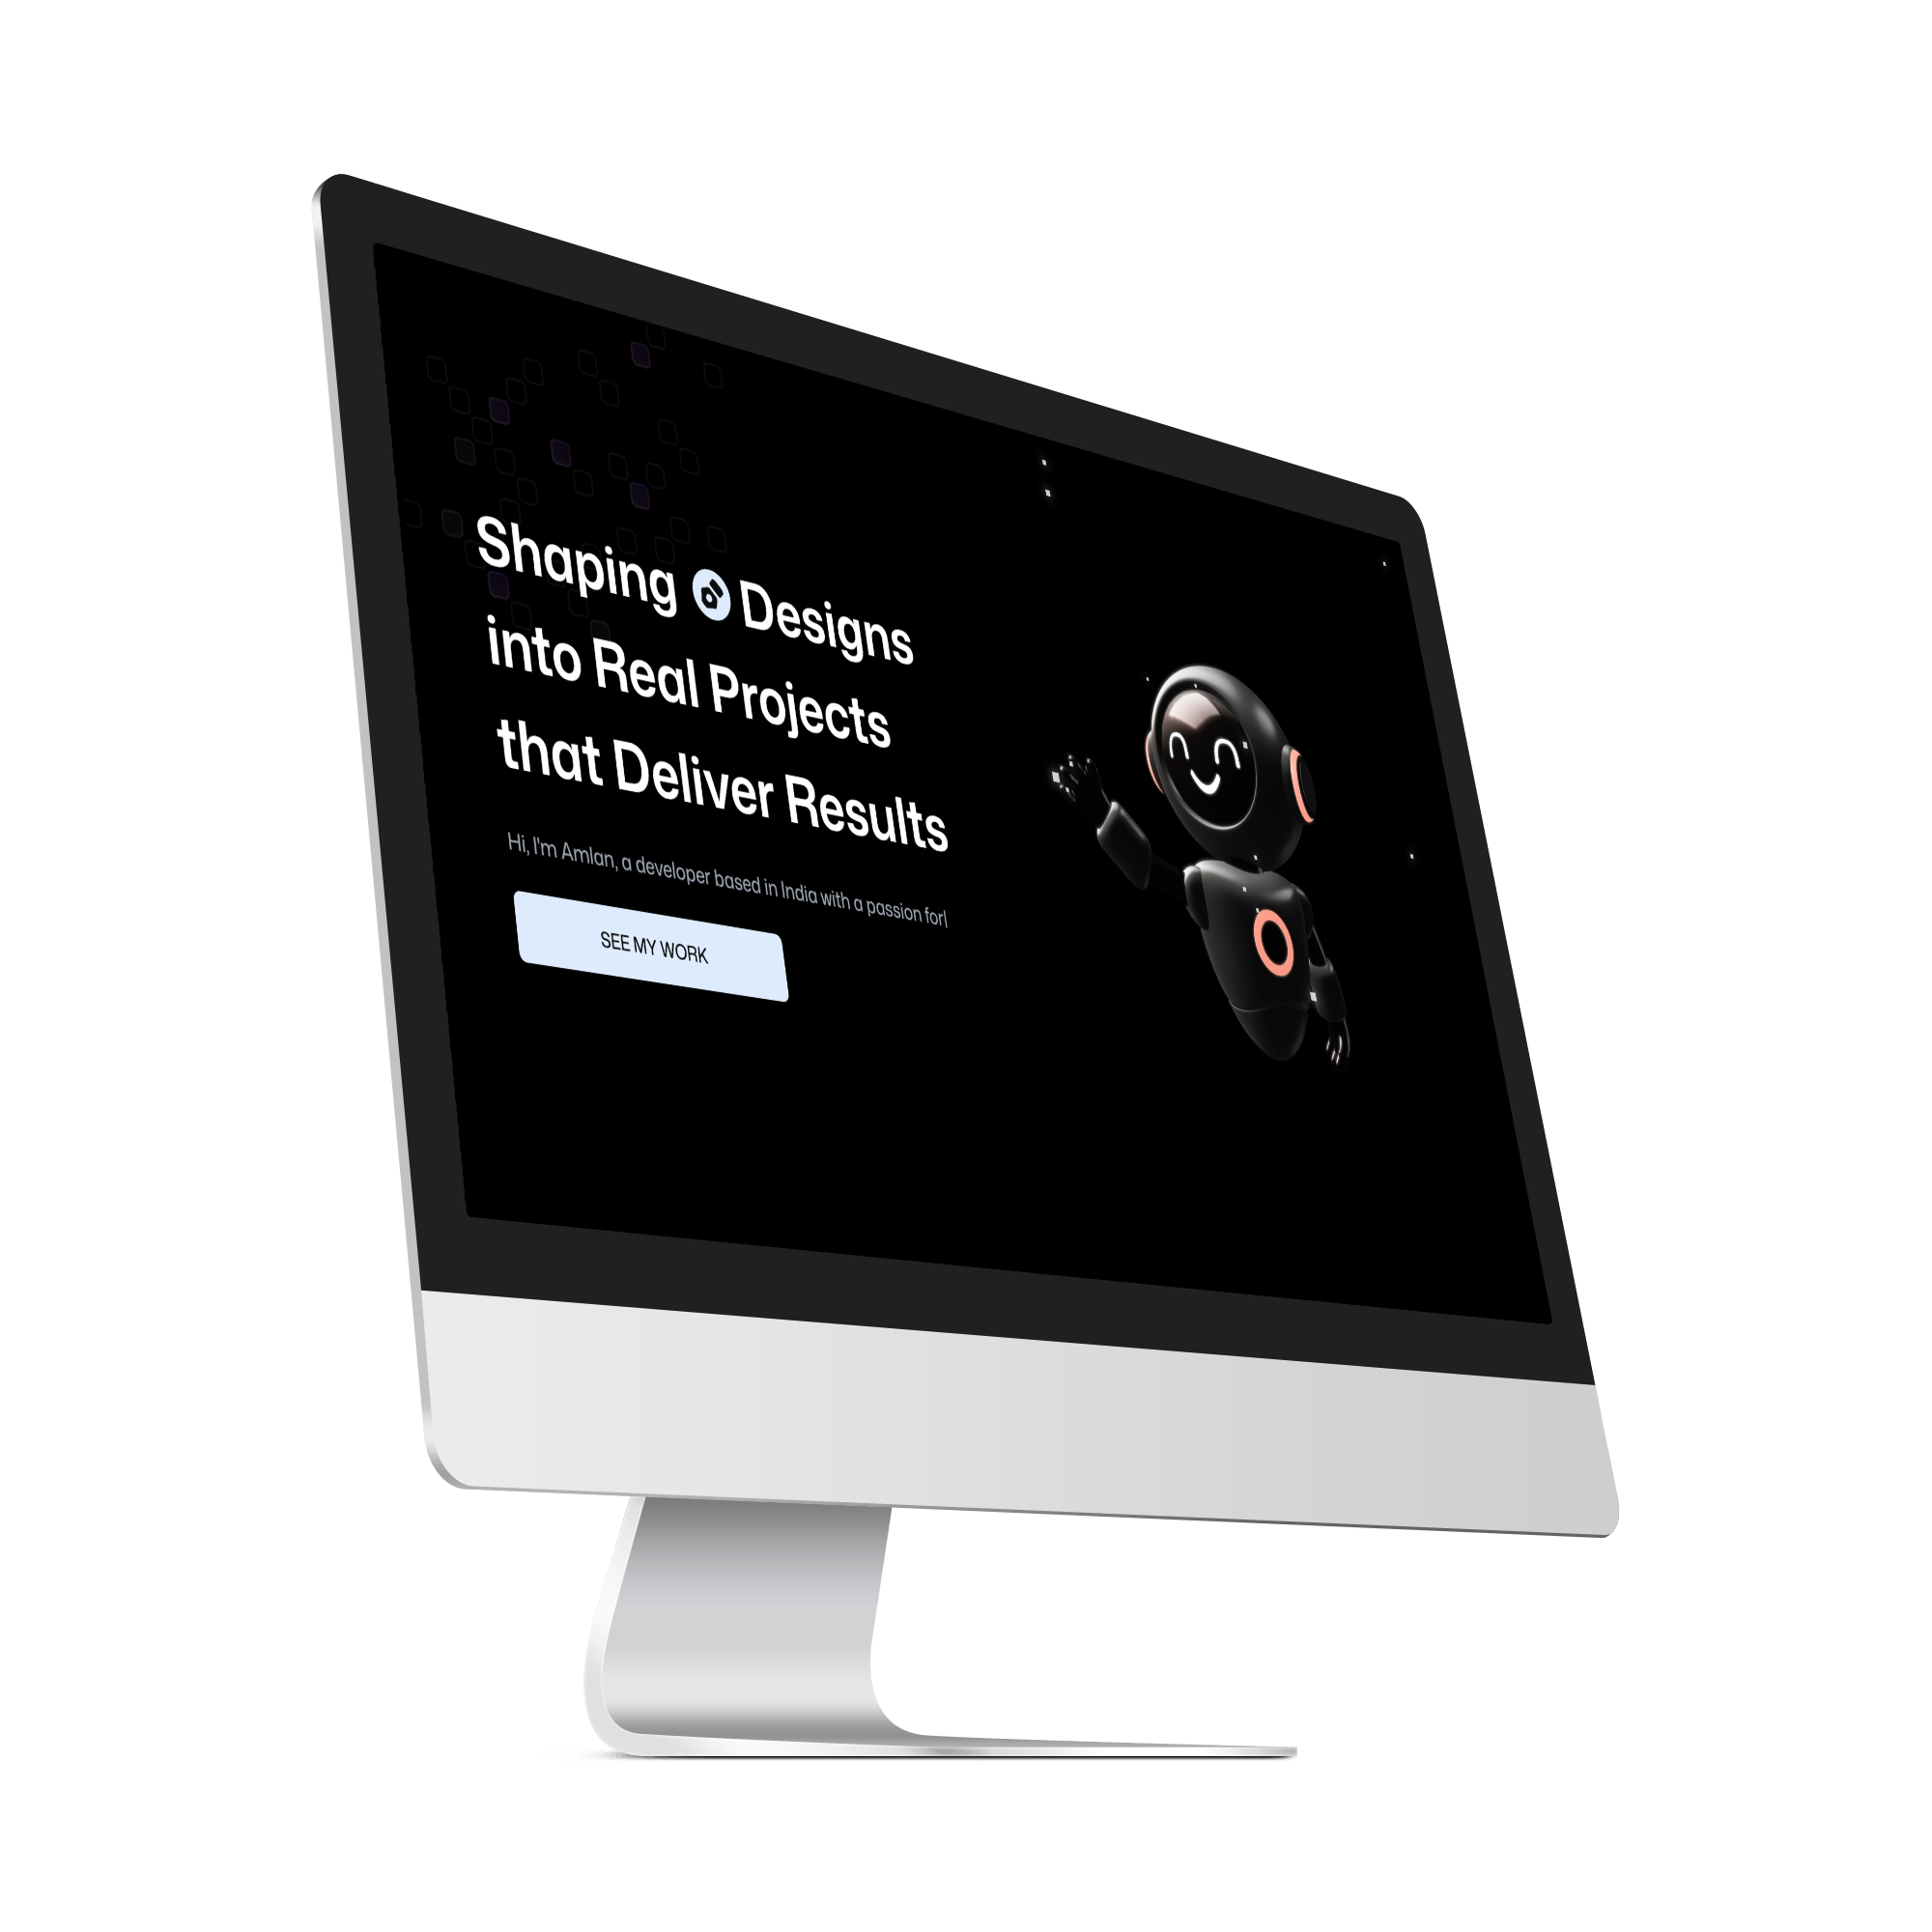 Shaping Designs
into Real Projects
that Deliver Results
Hi, I'm Amlan, a developer based in India with a passion for|
SEE MY WORK